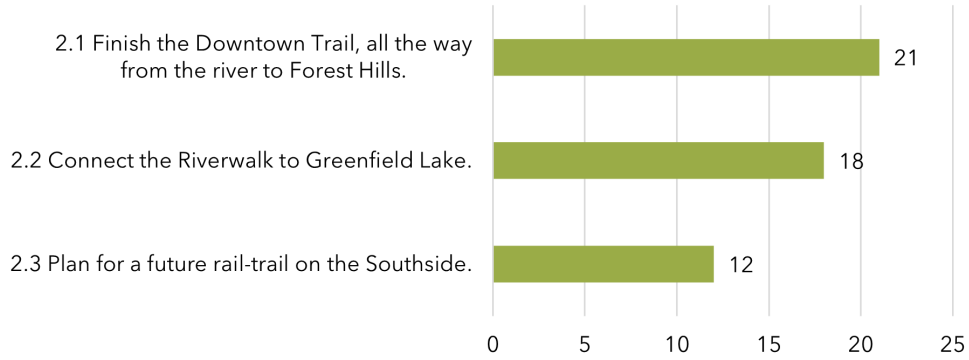 2.1 Finish the Downtown Trail, all the way
from the river to Forest Hills.
21
2.2 Connect the Riverwalk to Greenfield Lake.
18
2.3 Plan for a future rail-trail on the Southside.
12
0 5 10 15 20 25